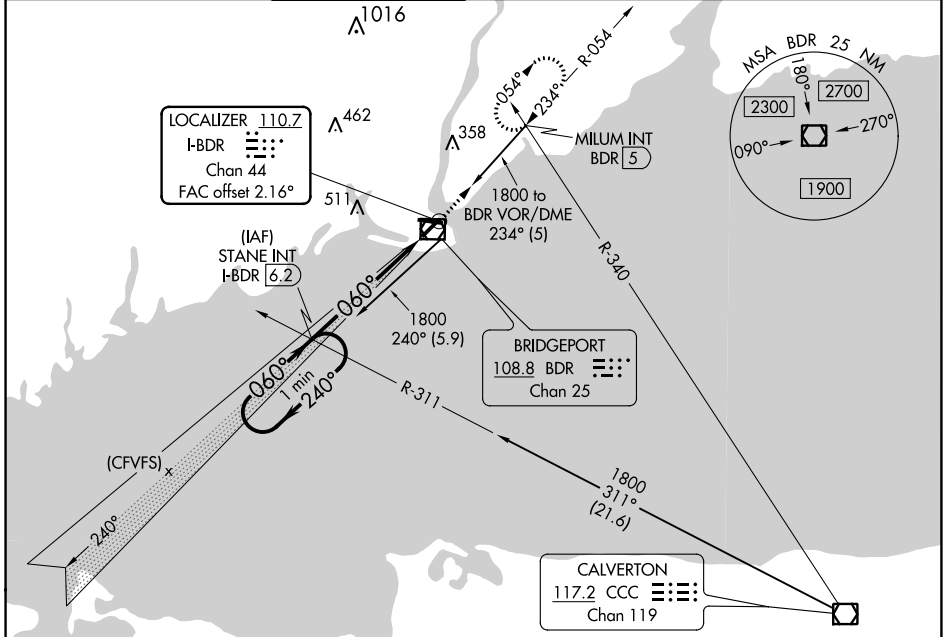 1016
R-054
054°
234°
MSA BDR 25 NM
180°
2300
2700
090°
270°
1900
LOCALIZER 110.7
I-BDR
Chan 44
FAC offset 2.16°
462
358
511
MILUM INT
BDR 5
1800 to
BDR VOR/DME
234° (5)
(IAF)
STANE INT
I-BDR 6.2
060°
1800
240° (5.9)
R-340
BRIDGEPORT
108.8 BDR
Chan 25
060°
1 min
240°
R-311
(CFVFS) x
240°
1800
311°
(21.6)
CALVERTON
117.2 CCC
Chan 119